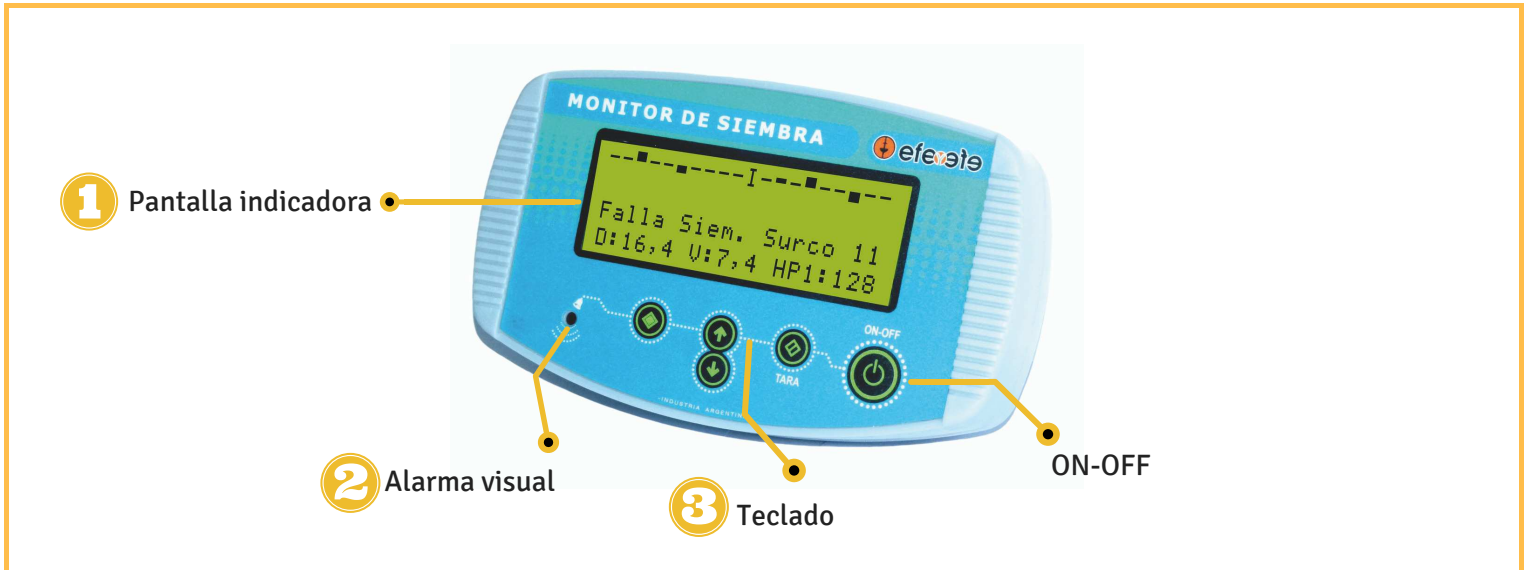 MONITOR DE SIEMBRA
efe y ete
I
Falla Siem. Surco 11
D:16,4 V:7,4 HP1:128
ON-OFF
TARA
INDUSTRIA ARGENTINA
1 Pantalla indicadora
2 Alarma visual
3 Teclado
ON-OFF